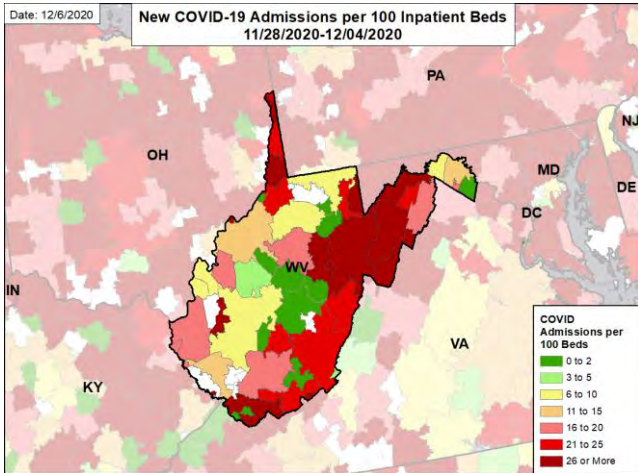 Date: 12/6/2020
New COVID-19 Admissions per 100 Inpatient Beds
11/28/2020-12/04/2020
PA
NJ
OH
MD
DE
DC
WV
IN
VA
KY
COVID
Admissions per
100 Beds
0 to 2
3 to 5
6 to 10
11 to 15
16 to 20
21 to 25
26 or More